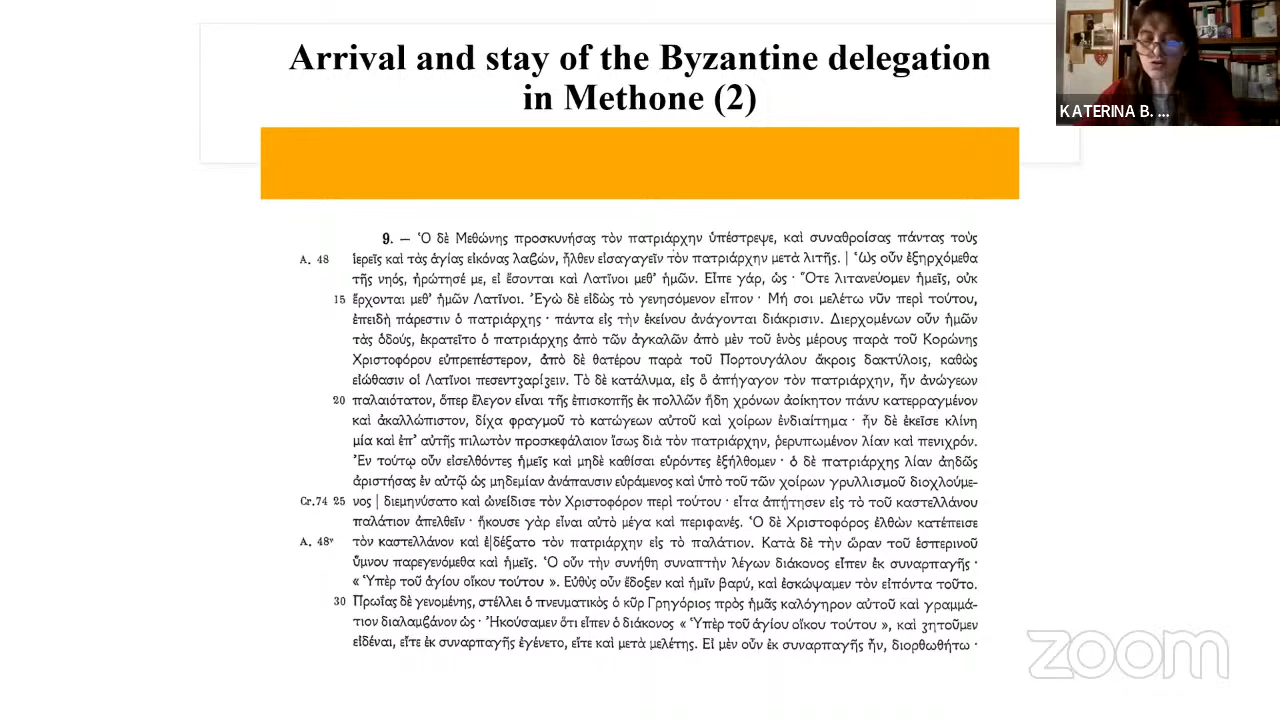 Arrival and stay of the Byzantine delegation
in Methone (2)
KATERINA B. ...
9. — Ὁ δὲ Μεθώνης προσκυνήσας τὸν πατριάρχην ὑπέστρεψε, καὶ συναθροίσας πάντας τοὺς
A. 48 ἱερεῖς καὶ τὰς ἁγίας εἰκόνας λαβών, ἦλθεν εἰσαγαγεῖν τὸν πατριάρχην μετὰ λιτῆς. | Ὡς οὖν ἐξηρχόμεθα
τῆς νηός, ἠρώτησέ με, εἰ ἔσονται καὶ Λατῖνοι μεθ' ἡμῶν. Εἶπε γάρ, ὡς · Ὅτε λιτανεύομεν ἡμεῖς, οὐκ
15 ἔρχονται μεθ' ἡμῶν Λατῖνοι. Ἐγὼ δὲ εἰδὼς τὸ γενησόμενον εἶπον · Μή σοι μελέτω νῦν περὶ τούτου,
ἐπειδὴ πάρεστιν ὁ πατριάρχης · πάντα εἰς τὴν ἐκείνου ἀνάγονται διάκρισιν. Διερχομένων οὖν ἡμῶν
τὰς ὁδούς, ἐκρατεῖτο ὁ πατριάρχης ἀπὸ τῶν ἀγκαλῶν ἀπὸ μὲν τοῦ ἑνὸς μέρους παρὰ τοῦ Κορώνης
Χριστοφόρου εὐπρεπέστερον, ἀπὸ δὲ θατέρου παρὰ τοῦ Πορτουγάλου ἄκροις δακτύλοις, καθὼς
εἰώθασιν οἱ Λατῖνοι πεσεντζαρίζειν. Τὸ δὲ κατάλυμα, εἰς ὃ ἀπήγαγον τὸν πατριάρχην, ἦν ἀνώγεων
20 παλαιότατον, ὅπερ ἔλεγον εἶναι τῆς ἐπισκοπῆς ἐκ πολλῶν ἤδη χρόνων ἀοίκητον πάνυ κατερραγμένον
καὶ ἀκαλλώπιστον, δίχα φραγμοῦ τὸ κατώγεων αὐτοῦ καὶ χοίρων ἐνδιαίτημα · ἦν δὲ ἐκεῖσε κλίνη
μία καὶ ἐπ' αὐτῆς πιλωτὸν προσκεφάλαιον ἴσως διὰ τὸν πατριάρχην, ῥερυπωμένον λίαν καὶ πενιχρόν.
Ἐν τούτῳ οὖν εἰσελθόντες ἡμεῖς καὶ μηδὲ καθίσαι εὑρόντες ἐξήλθομεν · ὁ δὲ πατριάρχης λίαν ἀηδῶς
ἀριστήσας ἐν αὐτῷ ὡς μηδεμίαν ἀνάπαυσιν εὑράμενος καὶ ὑπὸ τοῦ τῶν χοίρων γρυλλισμοῦ διοχλούμε-
Cr. 74 25 νος | διεμηνύσατο καὶ ὠνείδισε τὸν Χριστοφόρον περὶ τούτου · εἶτα ἀπῄτησεν εἰς τὸ τοῦ καστελλάνου
παλάτιον ἀπελθεῖν · ἤκουσε γὰρ εἶναι αὐτὸ μέγα καὶ περιφανές. Ὁ δὲ Χριστοφόρος ἐλθὼν κατέπεισε
A. 48ᵛ τὸν καστελλάνον καὶ ἐ|δέξατο τὸν πατριάρχην εἰς τὸ παλάτιον. Κατὰ δὲ τὴν ὥραν τοῦ ἑσπερινοῦ
ὕμνου παρεγενόμεθα καὶ ἡμεῖς. Ὁ οὖν τὴν συνήθη συναπτὴν λέγων διάκονος εἶπεν ἐκ συναρπαγῆς ·
« Ὑπὲρ τοῦ ἁγίου οἴκου τούτου ». Εὐθὺς οὖν ἔδοξεν καὶ ἡμῖν βαρύ, καὶ ἐσκώψαμεν τὸν εἰπόντα τοῦτο.
30 Πρωΐας δὲ γενομένης, στέλλει ὁ πνευματικὸς ὁ κῦρ Γρηγόριος πρὸς ἡμᾶς καλόγηρον αὐτοῦ καὶ γραμμά-
τιον διαλαμβάνον ὡς · Ἠκούσαμεν ὅτι εἶπεν ὁ διάκονος « Ὑπὲρ τοῦ ἁγίου οἴκου τούτου », καὶ ζητοῦμεν
εἰδέναι, εἴτε ἐκ συναρπαγῆς ἐγένετο, εἴτε καὶ μετὰ μελέτης. Εἰ μὲν οὖν ἐκ συναρπαγῆς ἦν, διορθωθήτω ·
zoom